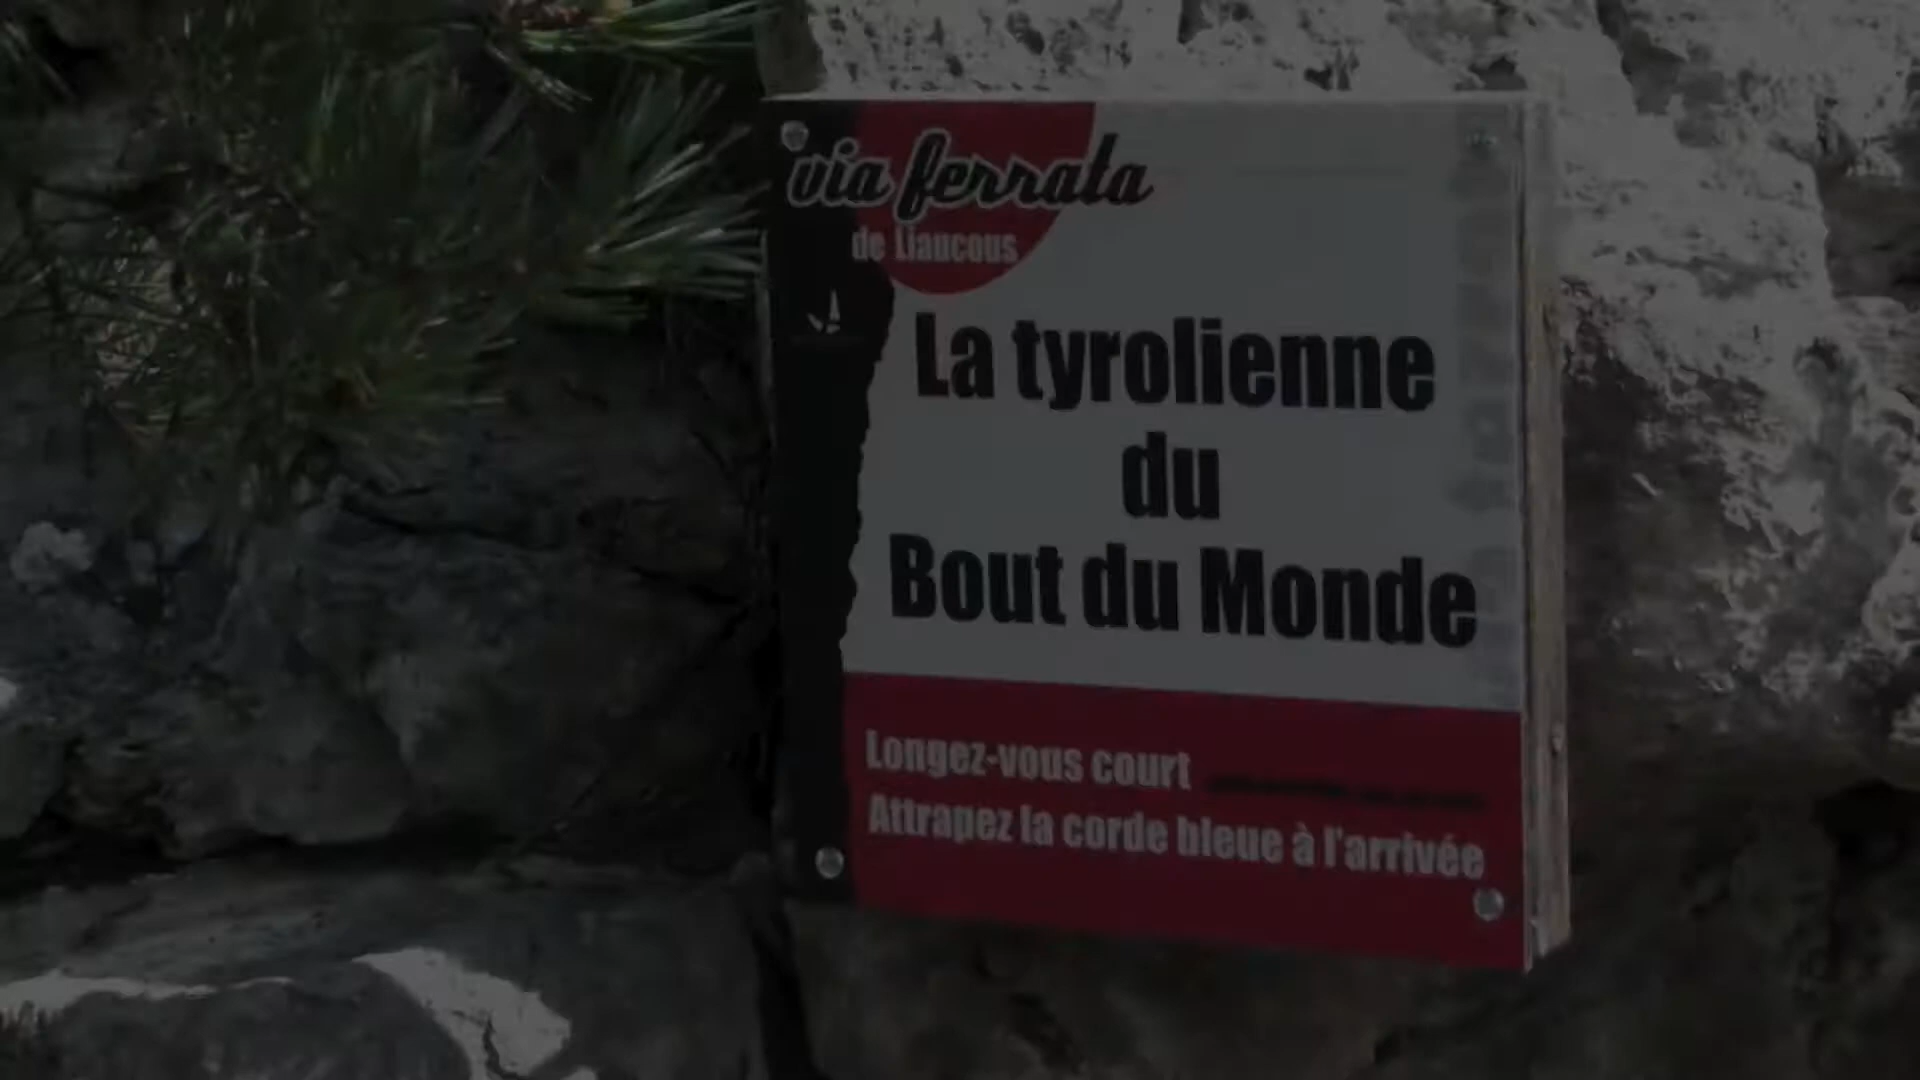 via ferrata
de Liaucous
La tyrolienne
du
Bout du Monde
Longez-vous court
Attrapez la corde bleue à l'arrivée